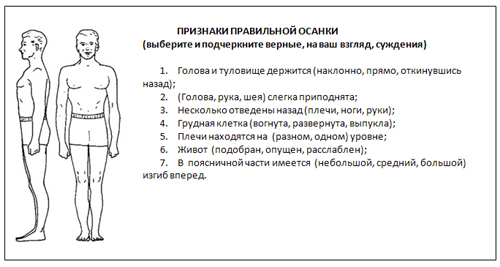 ПРИЗНАКИ ПРАВИЛЬНОЙ ОСАНКИ
(выберите и подчеркните верные, на ваш взгляд, суждения)
1. Голова и туловище держится (наклонно, прямо, откинувшись
назад);
2. (Голова, рука, шея) слегка приподнята;
3. Несколько отведены назад (плечи, ноги, руки);
4. Грудная клетка (вогнута, развернута, выпукла);
5. Плечи находятся на (разном, одном) уровне;
6. Живот (подобран, опущен, расслаблен);
7. В поясничной части имеется (небольшой, средний, большой)
изгиб вперед.